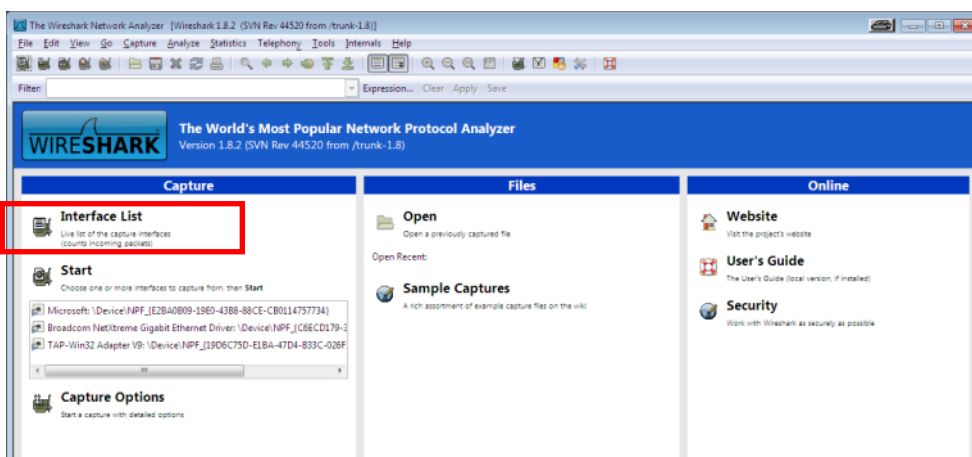 The Wireshark Network Analyzer [Wireshark 1.8.2 (SVN Rev 44520 from /trunk-1.8)]
File Edit View Go Capture Analyze Statistics Telephony Tools Internals Help
Filter: Expression... Clear Apply Save
WIRESHARK
The World's Most Popular Network Protocol Analyzer
Version 1.8.2 (SVN Rev 44520 from /trunk-1.8)
Capture
Interface List
Live list of the capture interfaces
(counts incoming packets)
Start
Choose one or more interfaces to capture from, then Start
Microsoft: \Device\NPF_{E2BA0B09-19E0-43B8-88CE-CB0114757734}
Broadcom NetXtreme Gigabit Ethernet Driver: \Device\NPF_{C6ECD179-3
TAP-Win32 Adapter V9: \Device\NPF_{19D6C75D-E1BA-47D4-B33C-026F
Capture Options
Start a capture with detailed options
Files
Open
Open a previously captured file
Open Recent:
Sample Captures
A rich assortment of example capture files on the wiki
Online
Website
Visit the project's website
User's Guide
The User's Guide (local version, if installed)
Security
Work with Wireshark as securely as possible